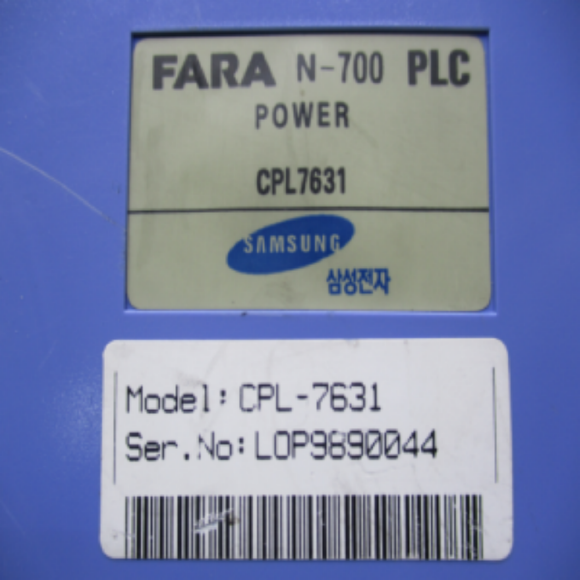 FARA N-700 PLC
POWER
CPL7631
SAMSUNG
삼성전자
Model: CPL-7631
Ser.No: LOP9890044